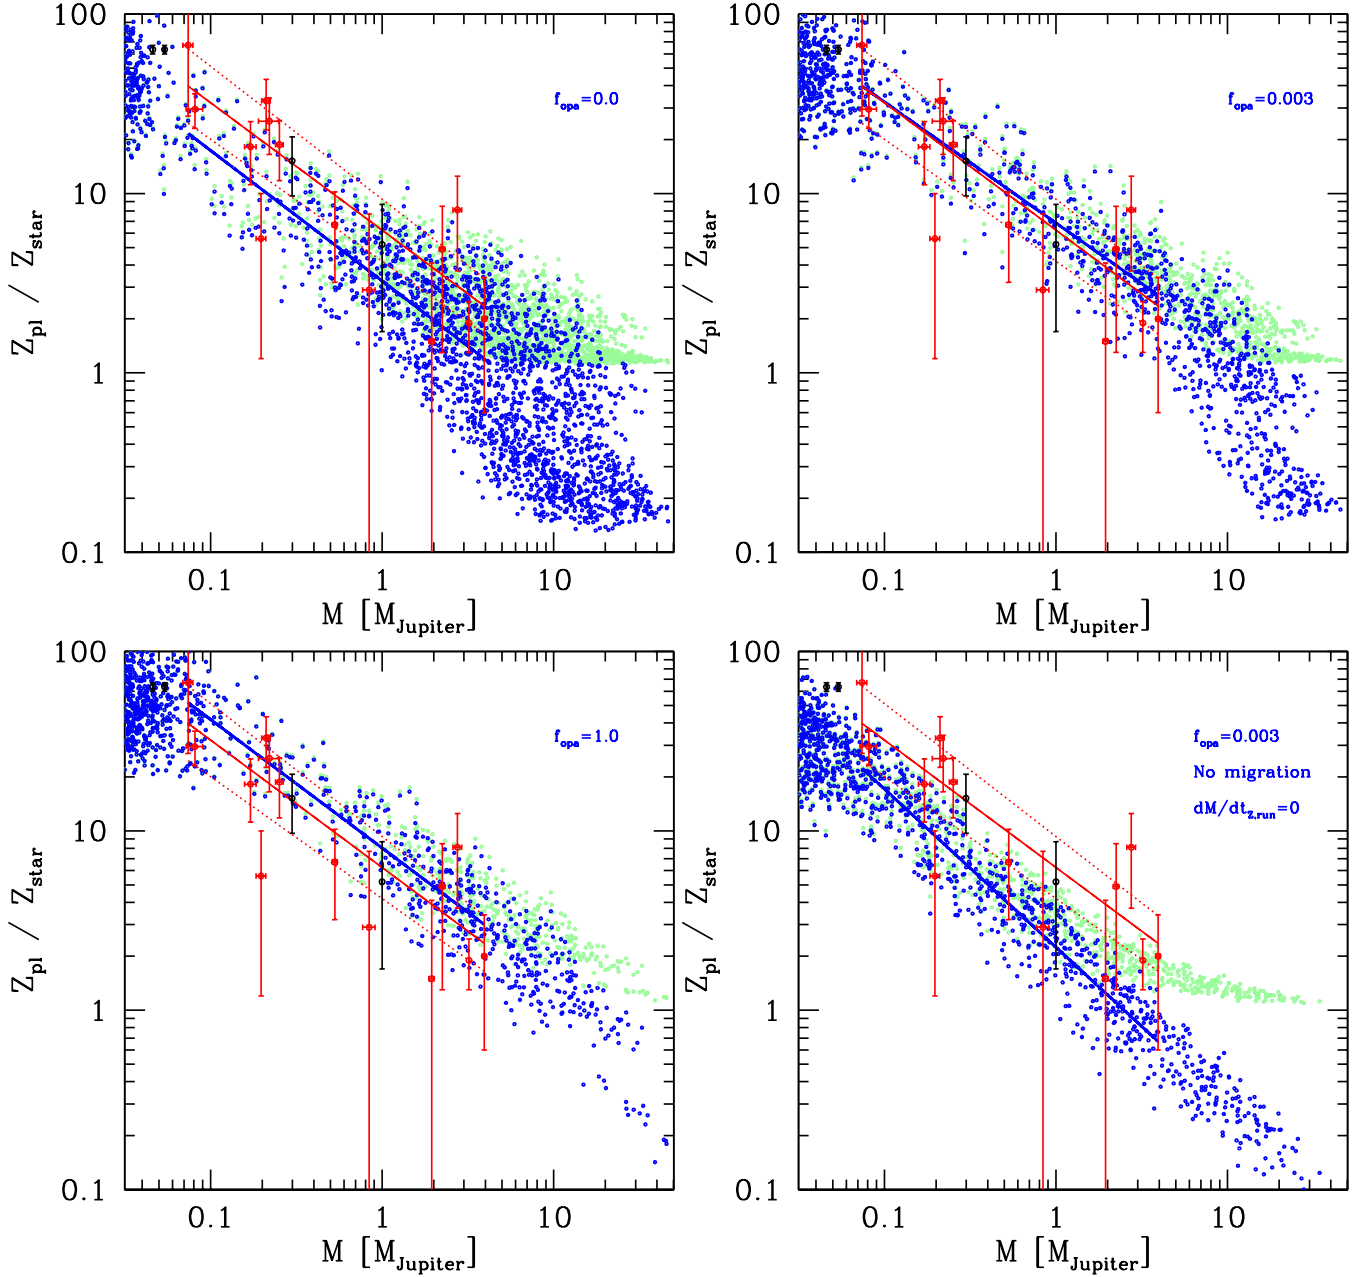 100
10
1
0.1
Z_pl / Z_star
f_opa=0.0
0.1 1 10
M [M_Jupiter]
100
10
1
0.1
Z_pl / Z_star
f_opa=0.003
0.1 1 10
M [M_Jupiter]
100
10
1
0.1
Z_pl / Z_star
f_opa=1.0
0.1 1 10
M [M_Jupiter]
100
10
1
0.1
Z_pl / Z_star
f_opa=0.003
No migration
dM/dt_Z,run=0
0.1 1 10
M [M_Jupiter]